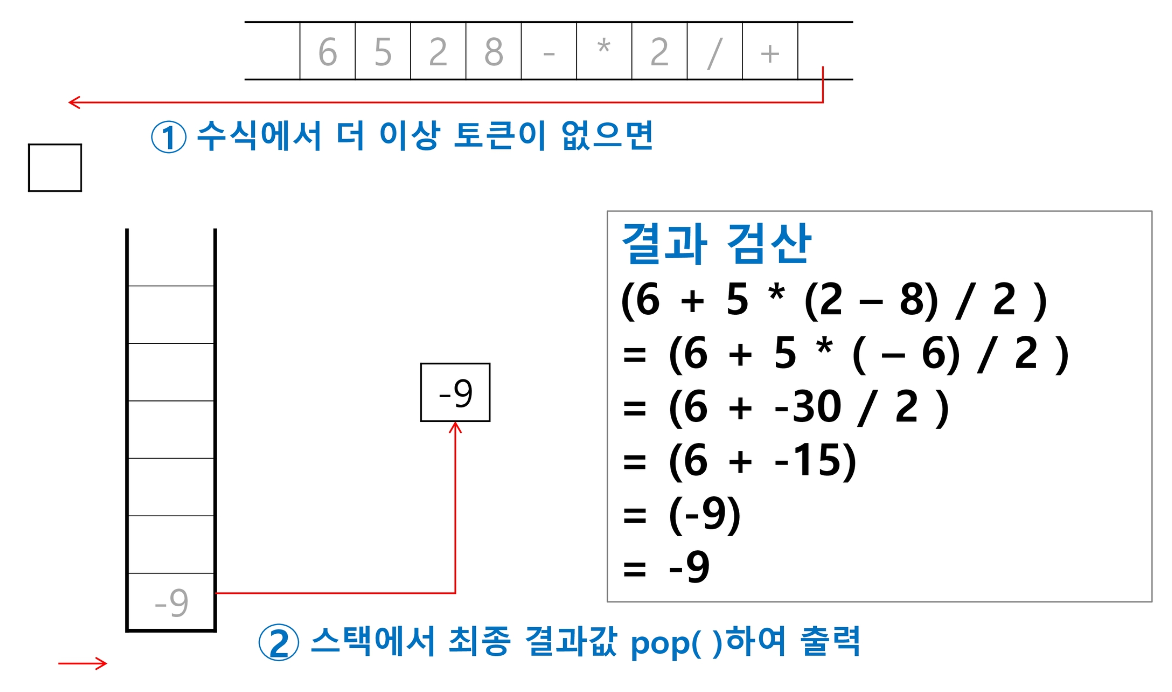 6 5 2 8 - * 2 / +
① 수식에서 더 이상 토큰이 없으면
결과 검산
(6 + 5 * (2 – 8) / 2 )
= (6 + 5 * ( – 6) / 2 )
= (6 + -30 / 2 )
= (6 + -15)
= (-9)
= -9
-9
-9
② 스택에서 최종 결과값 pop( )하여 출력